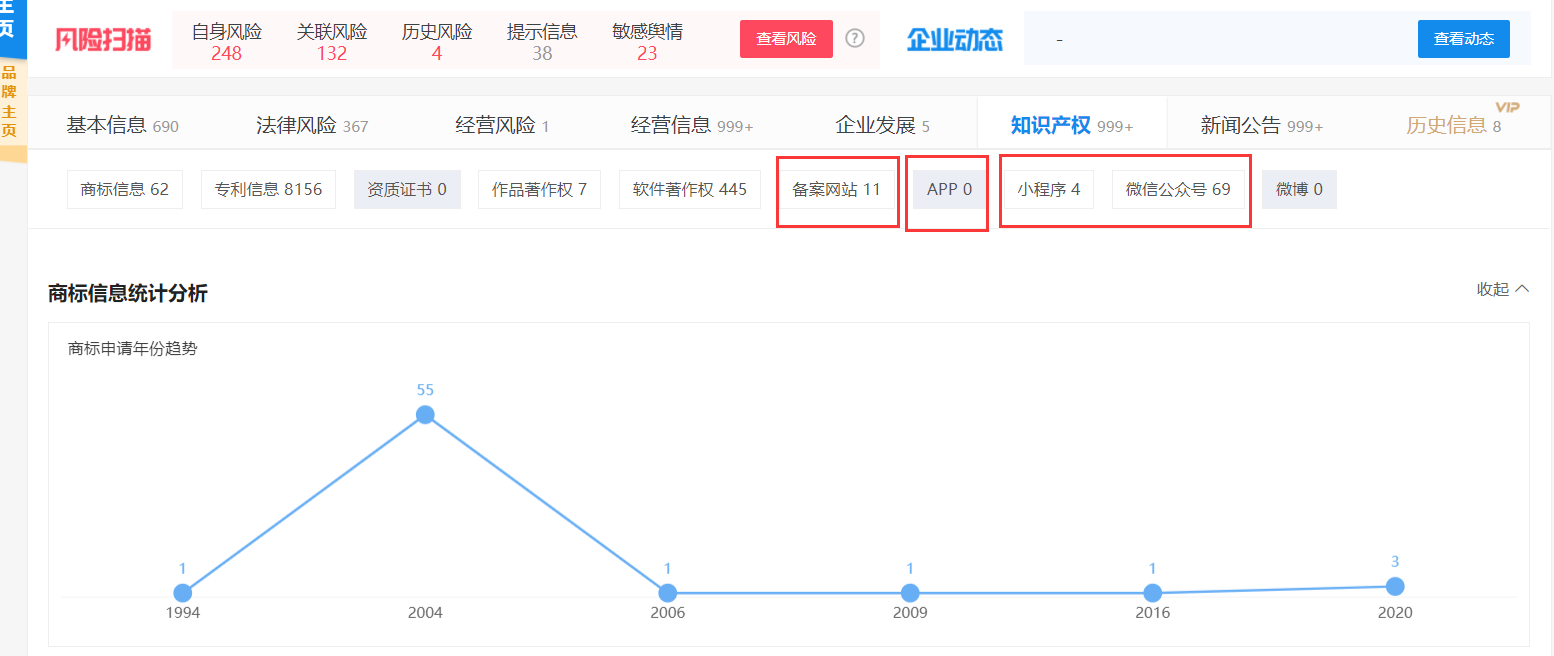 主页
品牌主页
风险扫描
自身风险 关联风险 历史风险 提示信息 敏感舆情
248 132 4 38 23
查看风险 ?
企业动态
-
查看动态
基本信息 690 法律风险 367 经营风险 1 经营信息 999+ 企业发展 5 知识产权 999+ 新闻公告 999+ 历史信息 8 VIP
商标信息 62 专利信息 8156 资质证书 0 作品著作权 7 软件著作权 445 备案网站 11 APP 0 小程序 4 微信公众号 69 微博 0
商标信息统计分析 收起
商标申请年份趋势
55
1 1 1 1 3
1994 2004 2006 2009 2016 2020